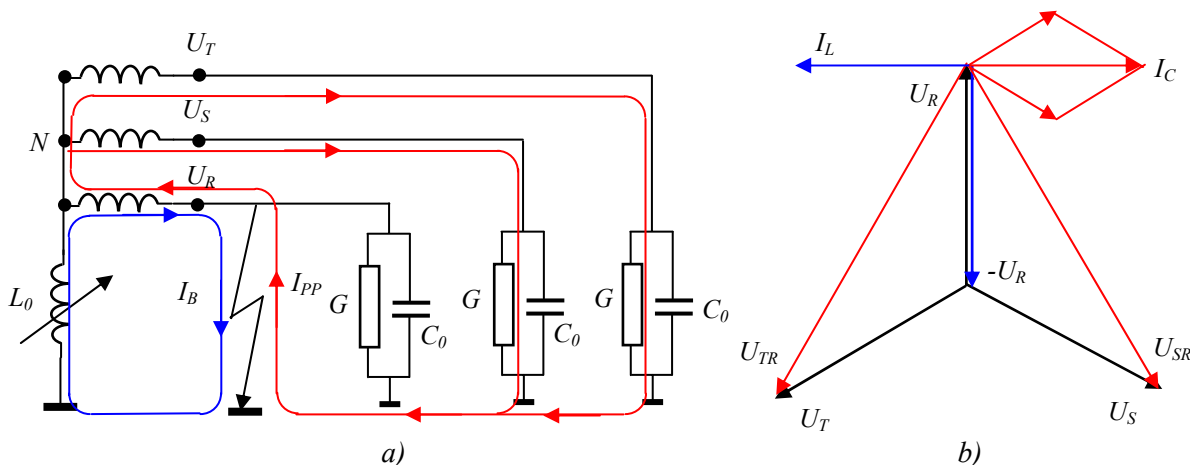 U_T
U_S
N
U_R
L_0
I_B
I_PP
G
C_0
G
C_0
G
C_0
a)
I_L
I_C
U_R
-U_R
U_TR
U_SR
U_T
U_S
b)